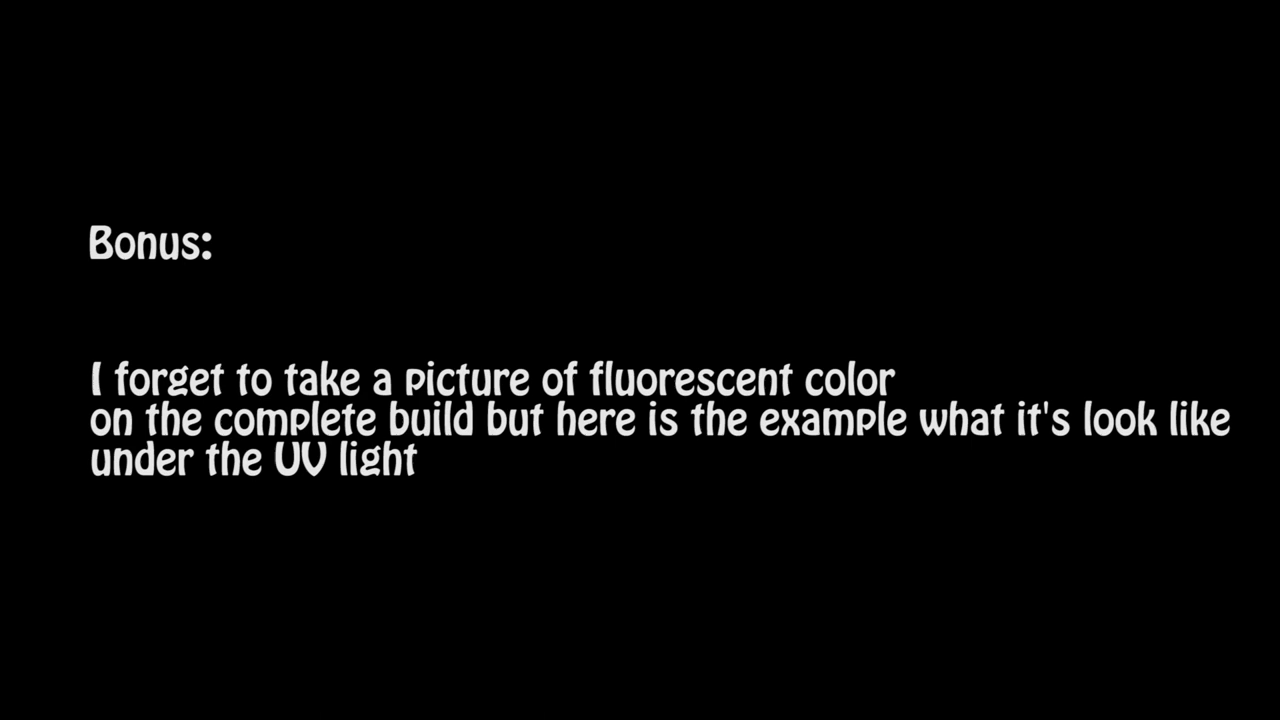 Bonus:
I forget to take a picture of fluorescent color
on the complete build but here is the example what it's look like
under the UV light